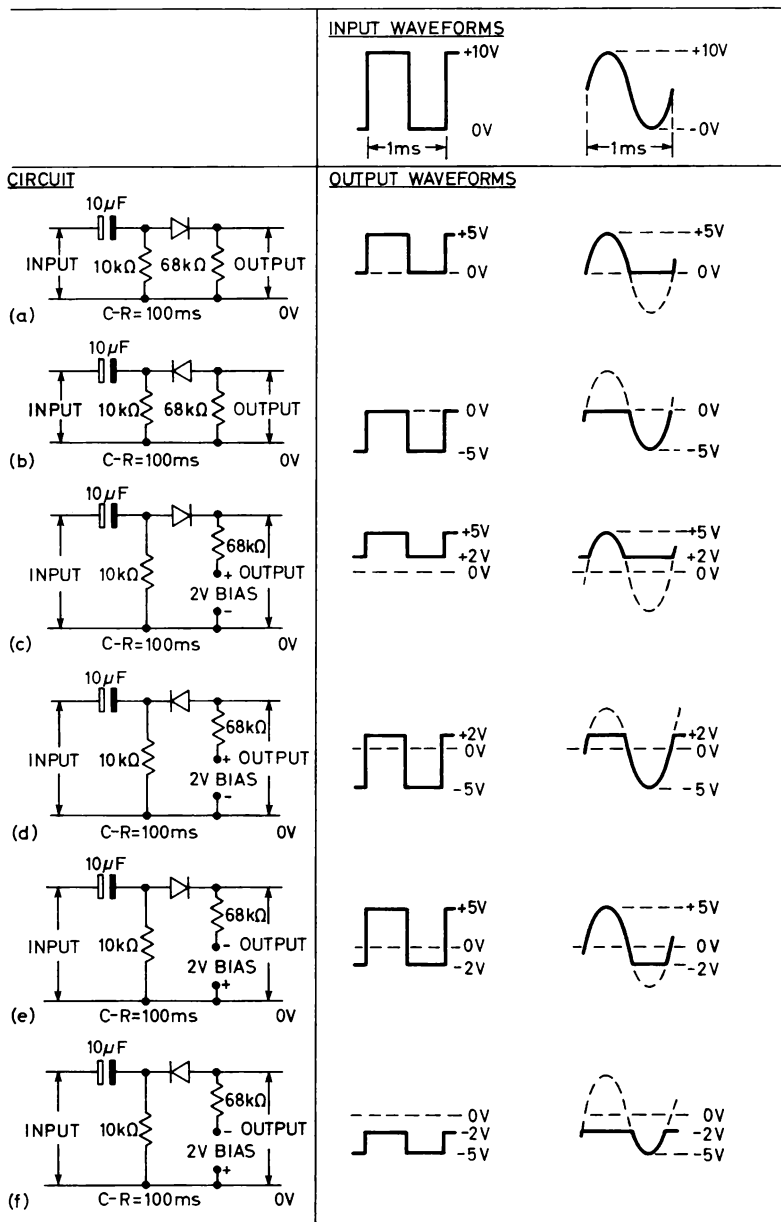 INPUT WAVEFORMS
+10V
0V
1ms
+10V
0V
1ms
CIRCUIT
OUTPUT WAVEFORMS
10µF
INPUT
10kΩ
68kΩ
OUTPUT
(a)
C-R=100ms
0V
+5V
0V
+5V
0V
10µF
INPUT
10kΩ
68kΩ
OUTPUT
(b)
C-R=100ms
0V
0V
-5V
0V
-5V
10µF
68kΩ
INPUT
10kΩ
+ OUTPUT
2V BIAS
-
(c)
C-R=100ms
0V
+5V
+2V
0V
+5V
+2V
0V
10µF
68kΩ
INPUT
10kΩ
+ OUTPUT
2V BIAS
-
(d)
C-R=100ms
0V
+2V
0V
-5V
+2V
0V
-5V
10µF
68kΩ
INPUT
10kΩ
- OUTPUT
2V BIAS
+
(e)
C-R=100ms
0V
+5V
0V
-2V
+5V
0V
-2V
10µF
68kΩ
INPUT
10kΩ
- OUTPUT
2V BIAS
+
(f)
C-R=100ms
0V
0V
-2V
-5V
0V
-2V
-5V